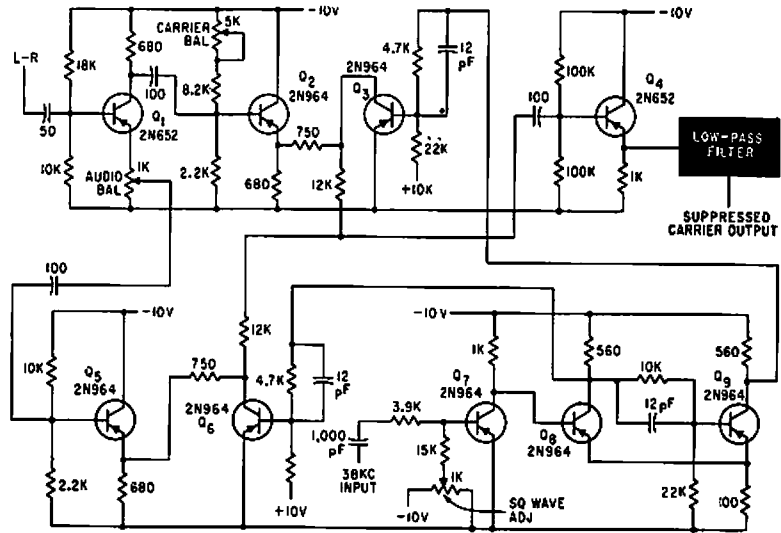 -10V
5K
CARRIER
BAL
680
L-R
18K
100
8.2K
Q2
2N964
2N964
Q3
4.7K
12
pF
-10V
100K
Q4
2N652
100
LOW-PASS
FILTER
50
Q1
2N652
750
22K
+10K
100K
1K
10K
AUDIO
BAL
1K
2.2K
680
12K
SUPPRESSED
CARRIER OUTPUT
100
-10V
10K
Q5
2N964
750
12K
4.7K
12
pF
2N964
Q6
-10V
1K
560
560
10K
Q7
2N964
Q8
2N964
12pF
Q9
2N964
3.9K
1,000
pF
38KC
INPUT
15K
1K
-10V
SQ WAVE
ADJ
22K
100
2.2K
680
+10V